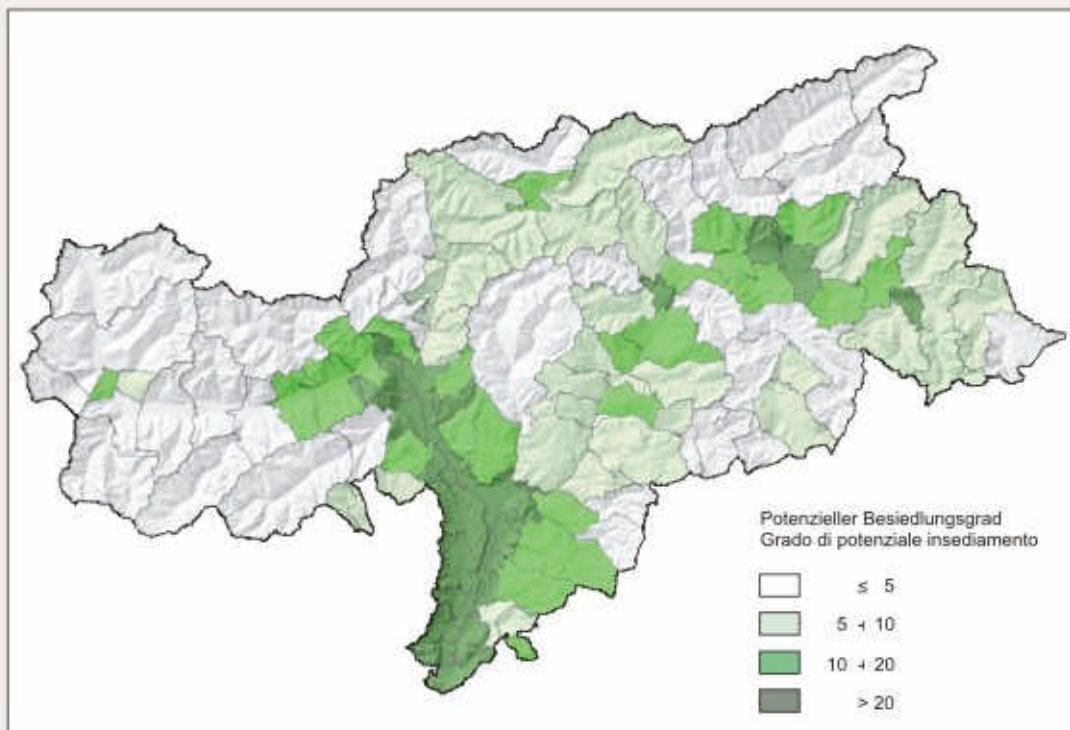 Potenzieller Besiedlungsgrad
Grado di potenziale insediamento
≤ 5
5 ⫞ 10
10 ⫞ 20
> 20